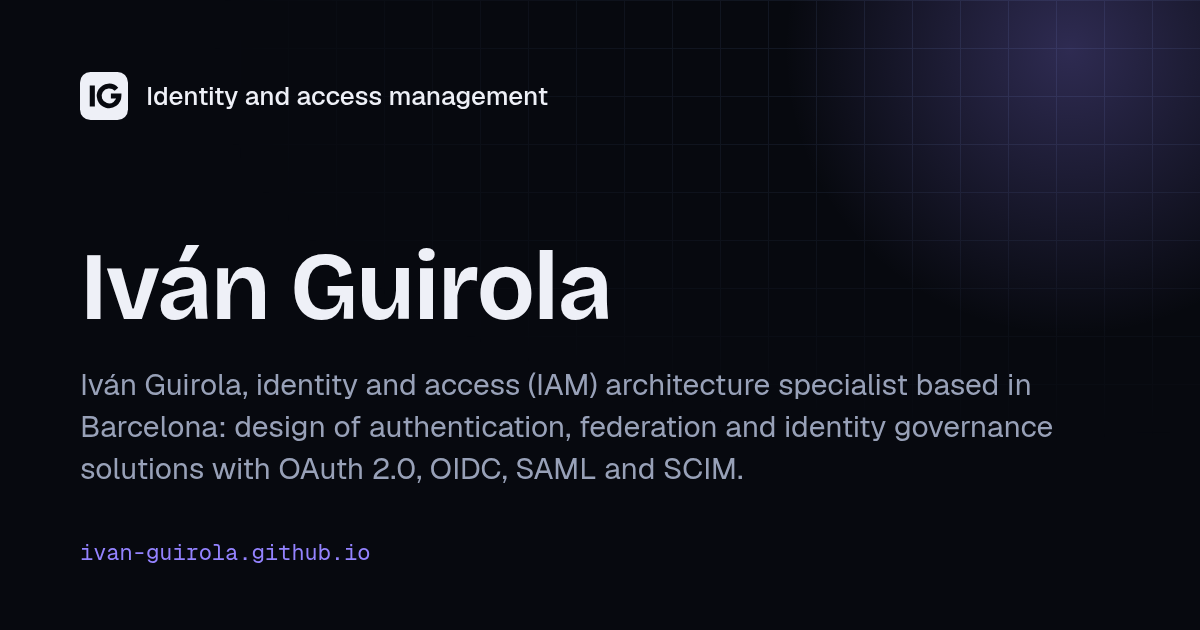 IG
Identity and access management
Iván Guirola
Iván Guirola, identity and access (IAM) architecture specialist based in
Barcelona: design of authentication, federation and identity governance
solutions with OAuth 2.0, OIDC, SAML and SCIM.
ivan-guirola.github.io